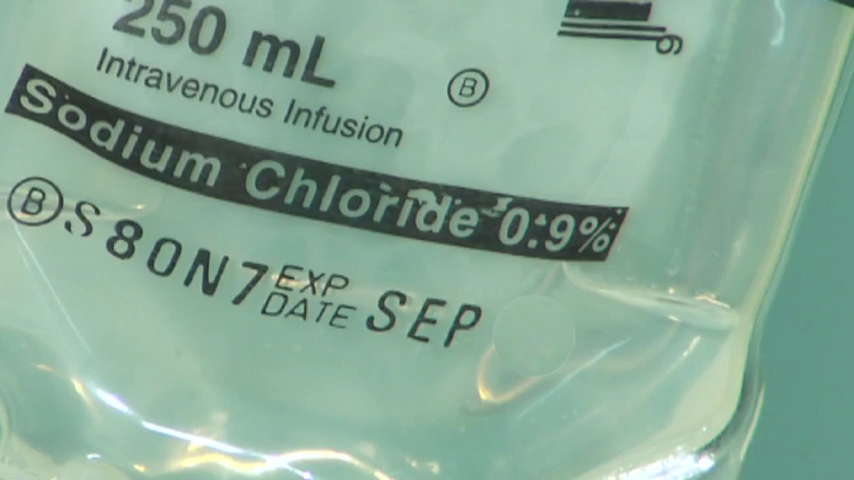 250 mL
Intravenous Infusion
B
Sodium Chloride 0.9%
B S80N7 EXP DATE SEP